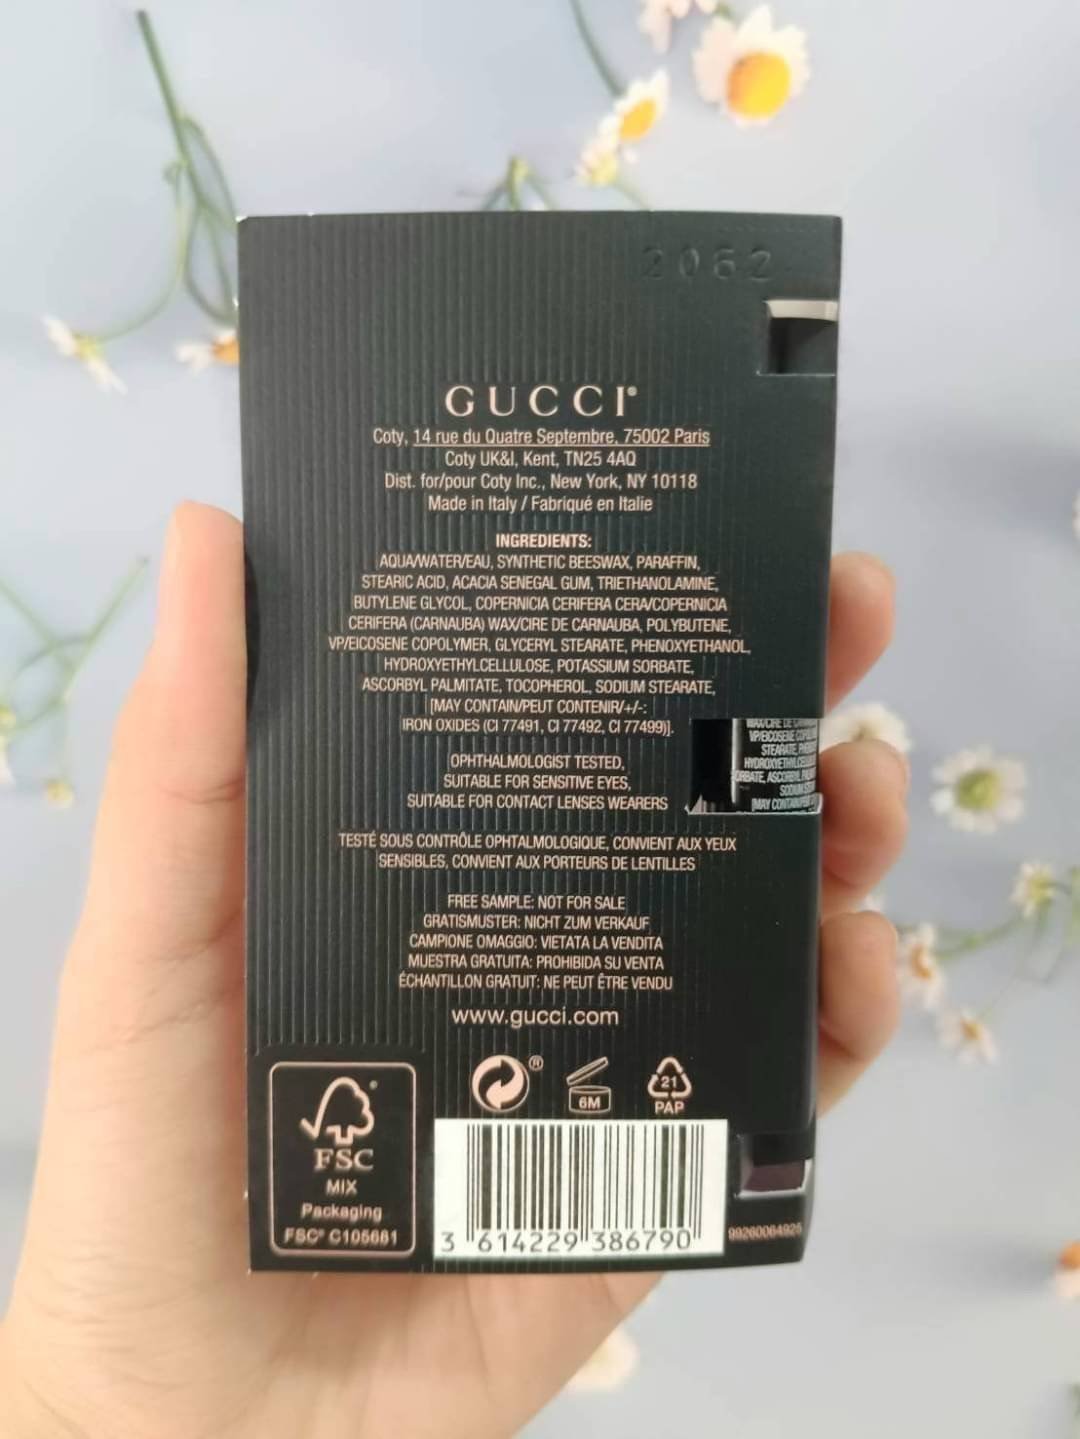 2062
GUCCI®
Coty, 14 rue du Quatre Septembre, 75002 Paris
Coty UK&I, Kent, TN25 4AQ
Dist. for/pour Coty Inc., New York, NY 10118
Made in Italy / Fabriqué en Italie
INGREDIENTS:
AQUA/WATER/EAU, SYNTHETIC BEESWAX, PARAFFIN,
STEARIC ACID, ACACIA SENEGAL GUM, TRIETHANOLAMINE,
BUTYLENE GLYCOL, COPERNICIA CERIFERA CERA/COPERNICIA
CERIFERA (CARNAUBA) WAX/CIRE DE CARNAUBA, POLYBUTENE,
VP/EICOSENE COPOLYMER, GLYCERYL STEARATE, PHENOXYETHANOL,
HYDROXYETHYLCELLULOSE, POTASSIUM SORBATE,
ASCORBYL PALMITATE, TOCOPHEROL, SODIUM STEARATE,
[MAY CONTAIN/PEUT CONTENIR/+/-:
IRON OXIDES (CI 77491, CI 77492, CI 77499)].
VP/EICOSENE
STEARATE,
ASCORBYL
[MAY
OPHTHALMOLOGIST TESTED,
SUITABLE FOR SENSITIVE EYES,
SUITABLE FOR CONTACT LENSES WEARERS
TESTÉ SOUS CONTRÔLE OPHTALMOLOGIQUE, CONVIENT AUX YEUX
SENSIBLES, CONVIENT AUX PORTEURS DE LENTILLES
FREE SAMPLE: NOT FOR SALE
GRATISMUSTER: NICHT ZUM VERKAUF
CAMPIONE OMAGGIO: VIETATA LA VENDITA
MUESTRA GRATUITA: PROHIBIDA SU VENTA
ÉCHANTILLON GRATUIT: NE PEUT ÊTRE VENDU
www.gucci.com
®
6M
21
PAP
FSC
MIX
Packaging
FSC® C105661
3 614229 386790
99260064925